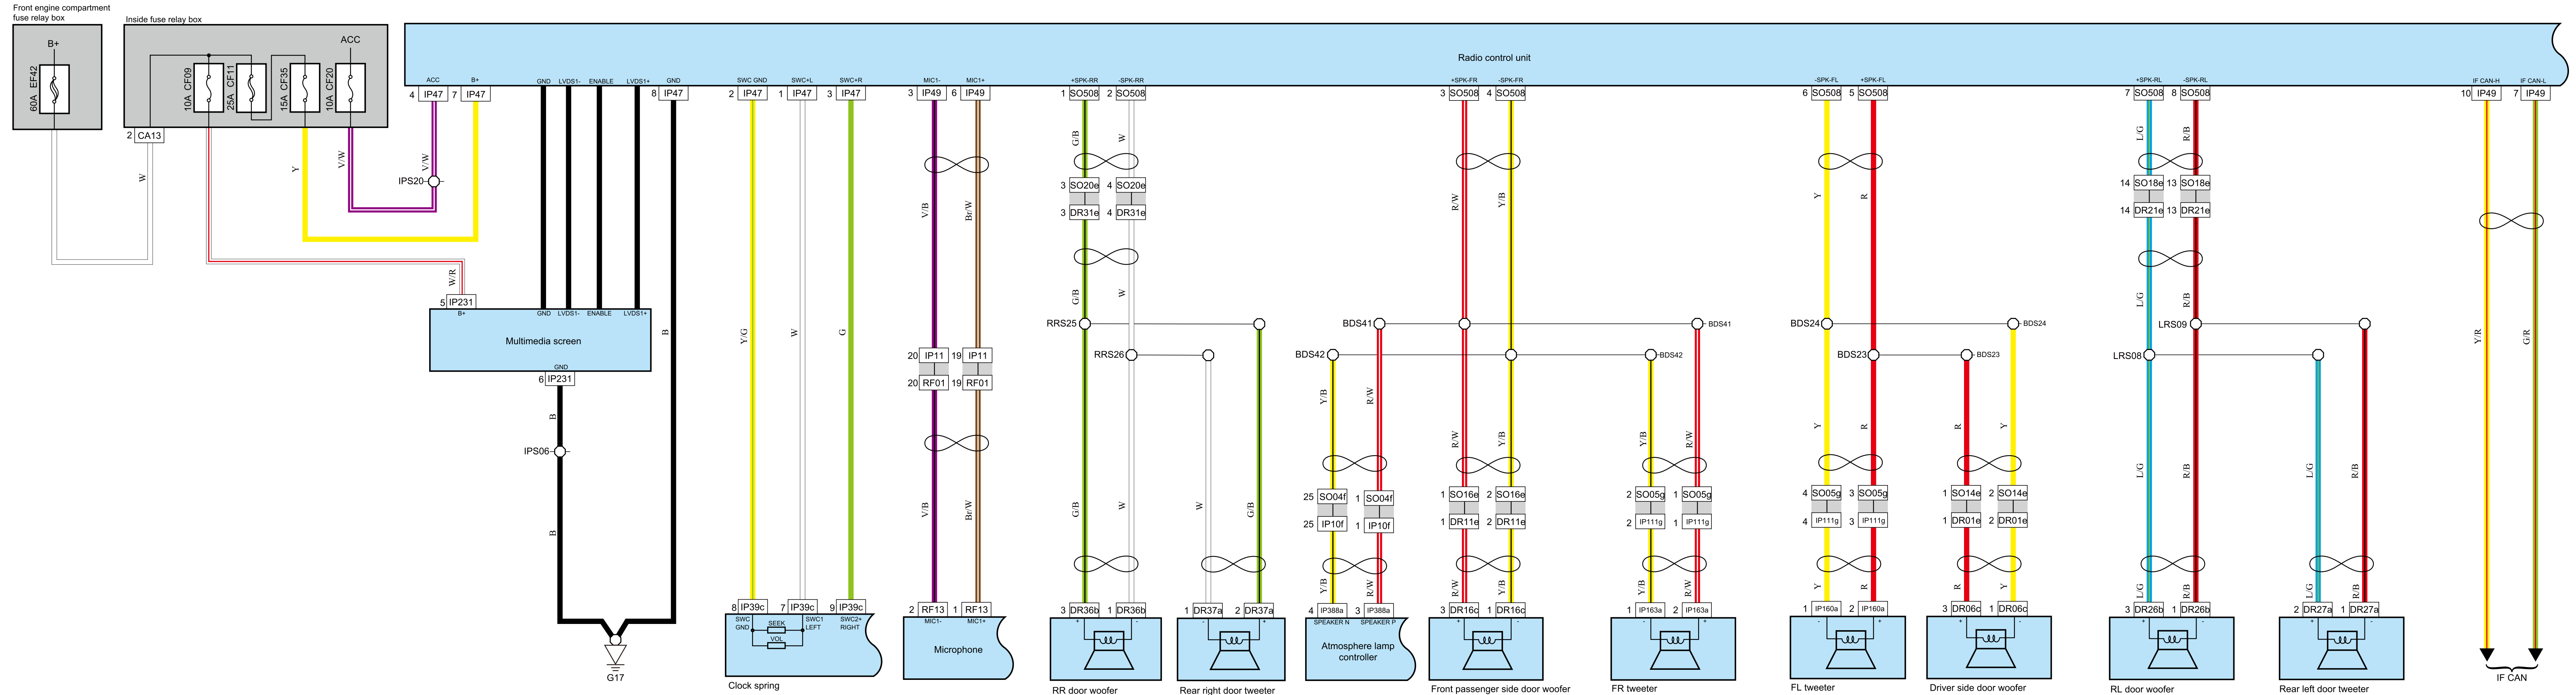 Front engine compartment
fuse relay box
Inside fuse relay box
B+
60A EF42
10A CF09
25A CF11
15A CF35
10A CF20
ACC
2 CA13
W
Y
V/W
V/W
IPS20
W/R
Radio control unit
ACC
B+
GND
LVDS1-
ENABLE
LVDS1+
GND
SWC GND
SWC+L
SWC+R
MIC1-
MIC1+
+SPK-RR
-SPK-RR
+SPK-FR
-SPK-FR
-SPK-FL
+SPK-FL
+SPK-RL
-SPK-RL
IF CAN-H
IF CAN-L
4 IP47
7 IP47
8 IP47
2 IP47
1 IP47
3 IP47
3 IP49
6 IP49
1 SO508
2 SO508
3 SO508
4 SO508
6 SO508
5 SO508
7 SO508
8 SO508
10 IP49
7 IP49
5 IP231
B+
GND
LVDS1-
ENABLE
LVDS1+
Multimedia screen
GND
6 IP231
B
IPS06
B
B
G17
Y/G
W
G
8 IP39c
7 IP39c
9 IP39c
SWC
GND
SEEK
VOL
SWC1
LEFT
SWC2+
RIGHT
Clock spring
V/B
Br/W
20 IP11
19 IP11
20 RF01
19 RF01
V/B
Br/W
2 RF13
1 RF13
MIC1-
MIC1+
Microphone
G/B
W
3 SO20e
4 SO20e
3 DR31e
4 DR31e
G/B
W
RRS25
RRS26
G/B
W
W
G/B
3 DR36b
1 DR36b
+
-
RR door woofer
1 DR37a
2 DR37a
-
+
Rear right door tweeter
R/W
Y/B
BDS41
BDS41
BDS42
BDS42
Y/B
R/W
R/W
Y/B
Y/B
R/W
25 SO04f
1 SO04f
25 IP10f
1 IP10f
Y/B
R/W
4 IP388a
3 IP388a
SPEAKER N
SPEAKER P
Atmosphere lamp
controller
1 SO16e
2 SO16e
1 DR11e
2 DR11e
R/W
Y/B
3 DR16c
1 DR16c
+
-
Front passenger side door woofer
2 SO05g
1 SO05g
2 IP111g
1 IP111g
Y/B
R/W
1 IP163a
2 IP163a
-
+
FR tweeter
Y
R
BDS24
BDS24
BDS23
BDS23
Y
R
R
Y
4 SO05g
3 SO05g
4 IP111g
3 IP111g
Y
R
1 IP160a
2 IP160a
-
+
FL tweeter
1 SO14e
2 SO14e
1 DR01e
2 DR01e
R
Y
3 DR06c
1 DR06c
+
-
Driver side door woofer
L/G
R/B
14 SO18e
13 SO18e
14 DR21e
13 DR21e
L/G
R/B
LRS09
LRS08
L/G
R/B
L/G
R/B
L/G
R/B
3 DR26b
1 DR26b
+
-
RL door woofer
L/G
R/B
2 DR27a
1 DR27a
+
-
Rear left door tweeter
Y/R
G/R
IF CAN